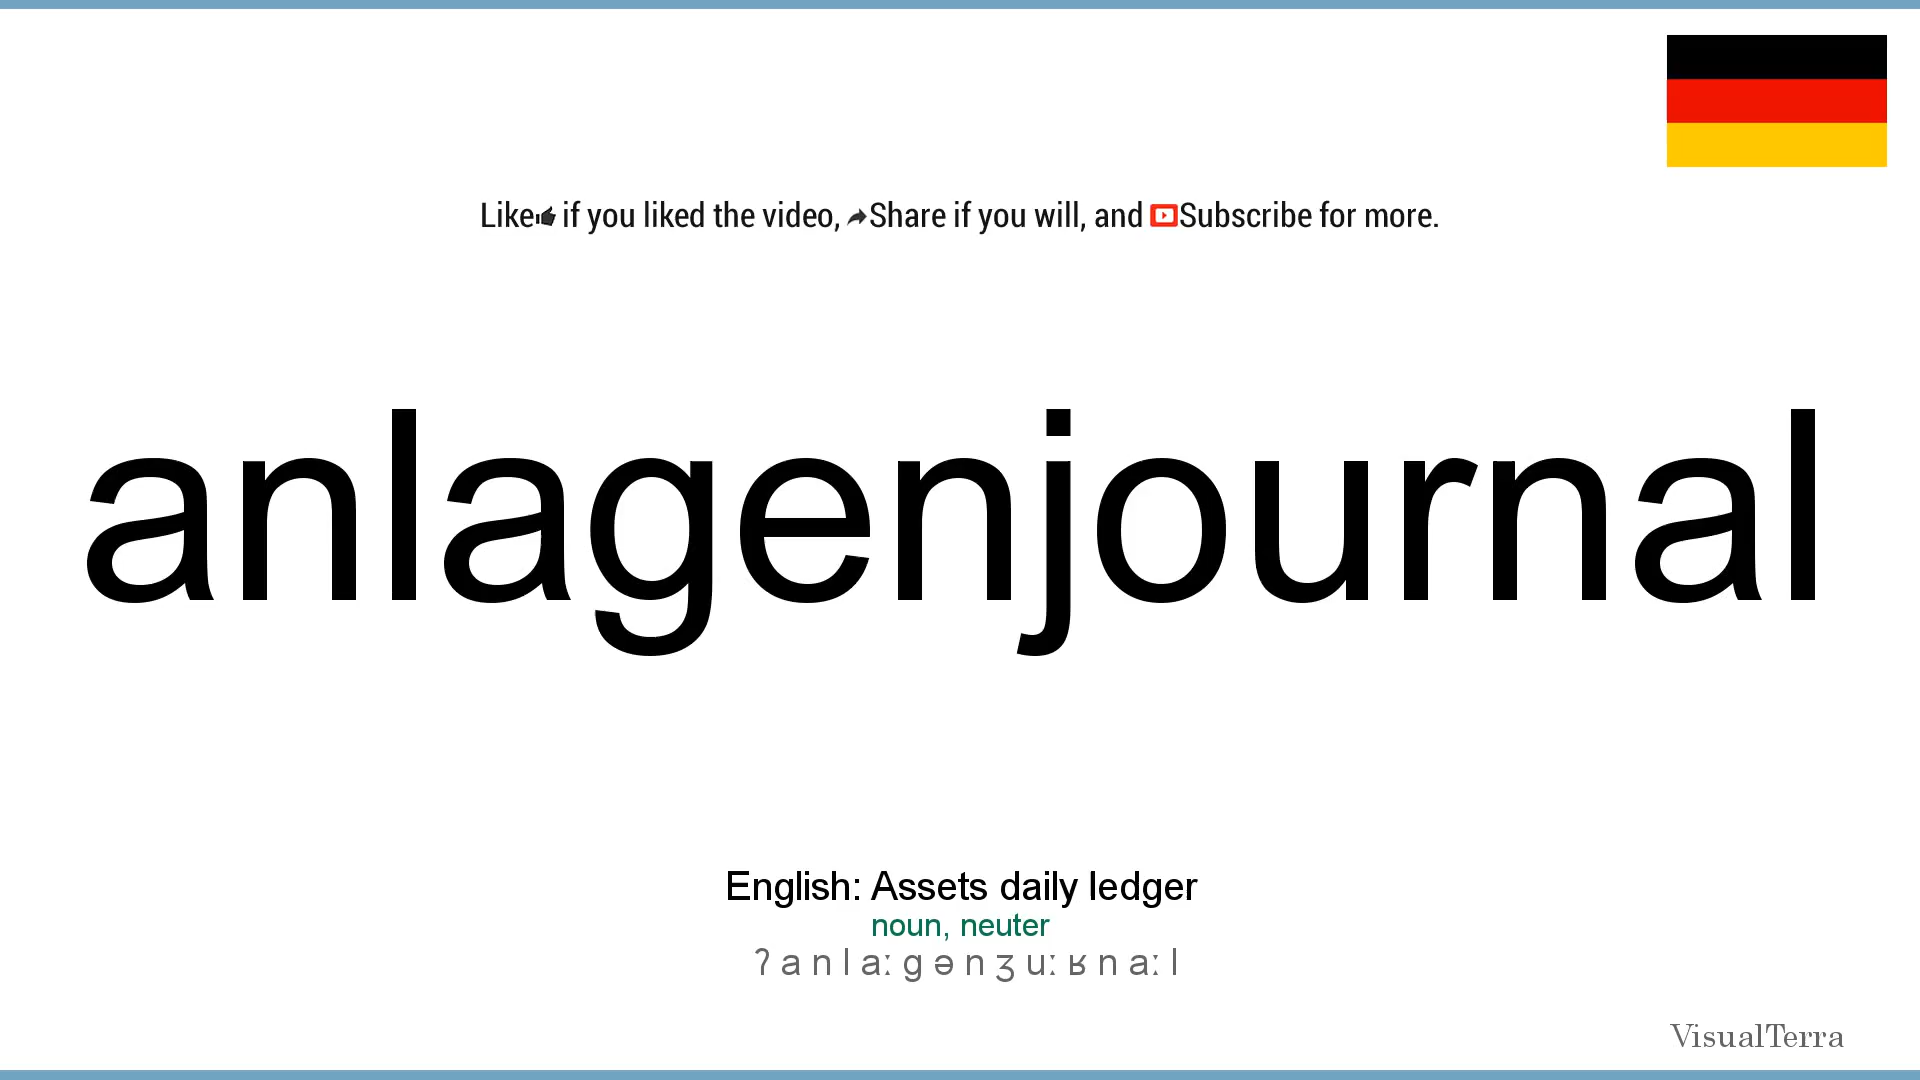 Like if you liked the video, Share if you will, and Subscribe for more.
anlagenjournal
English: Assets daily ledger
noun, neuter
ʔ a n l aː g ə n ʒ uː ʁ n aː l
VisualTerra